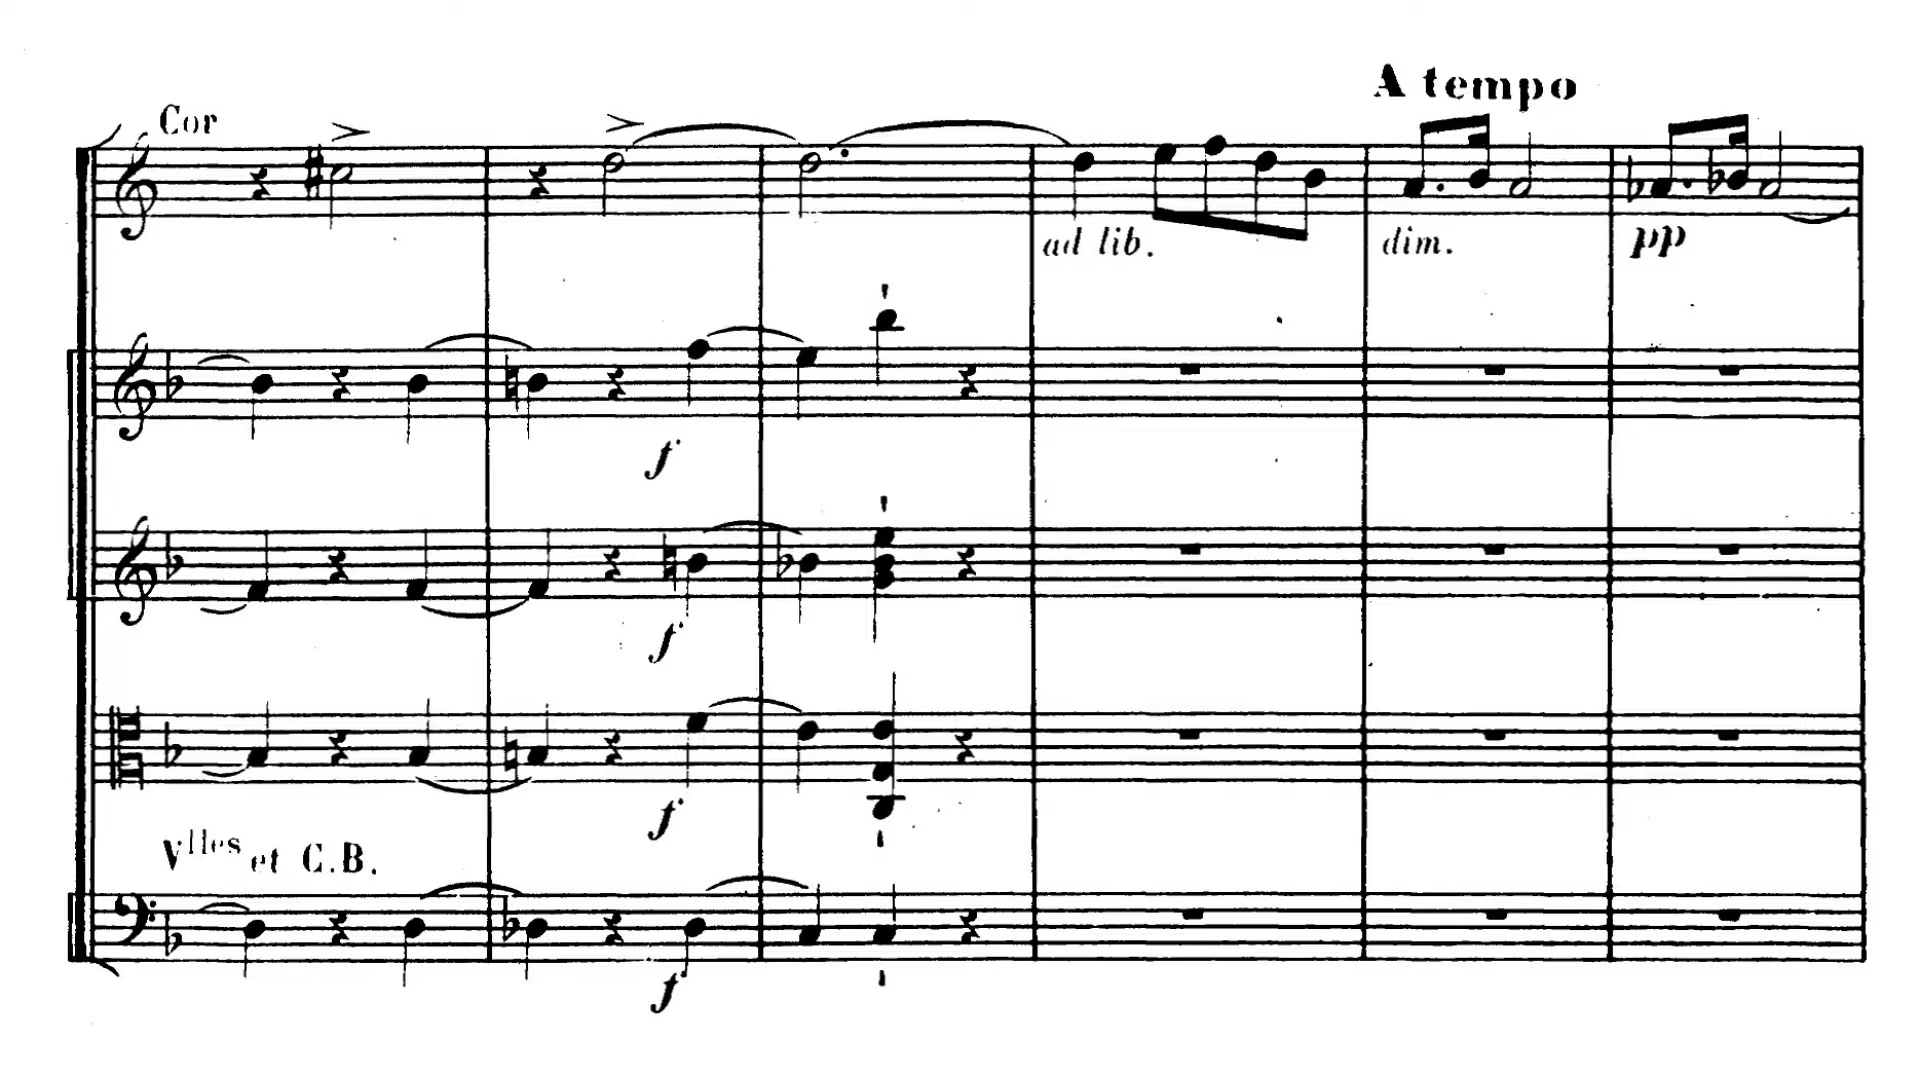 A tempo
Cor
ad lib. dim. pp
f
f
f
Vlles et C.B.
f